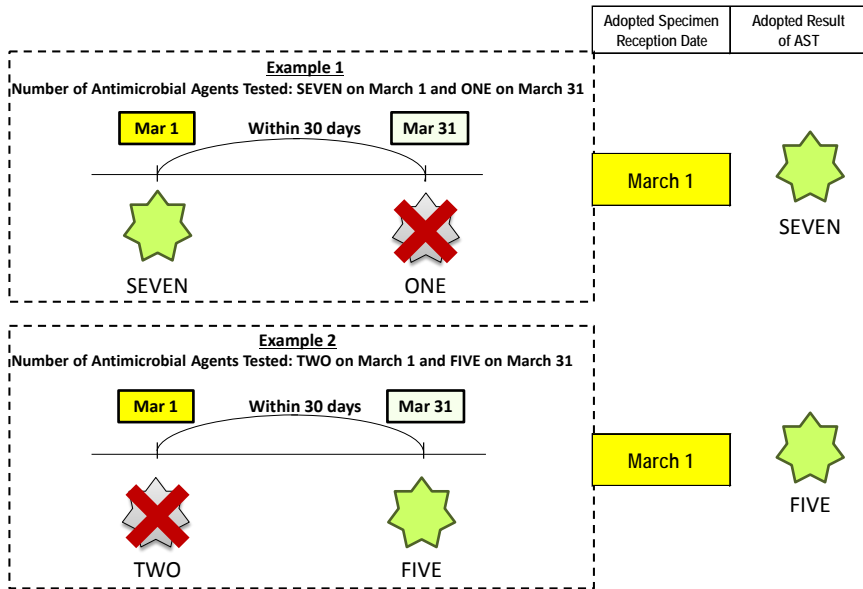 Adopted Specimen
Reception Date
Adopted Result
of AST
Example 1
Number of Antimicrobial Agents Tested: SEVEN on March 1 and ONE on March 31
Mar 1
Within 30 days
Mar 31
SEVEN
ONE
March 1
SEVEN
Example 2
Number of Antimicrobial Agents Tested: TWO on March 1 and FIVE on March 31
Mar 1
Within 30 days
Mar 31
TWO
FIVE
March 1
FIVE